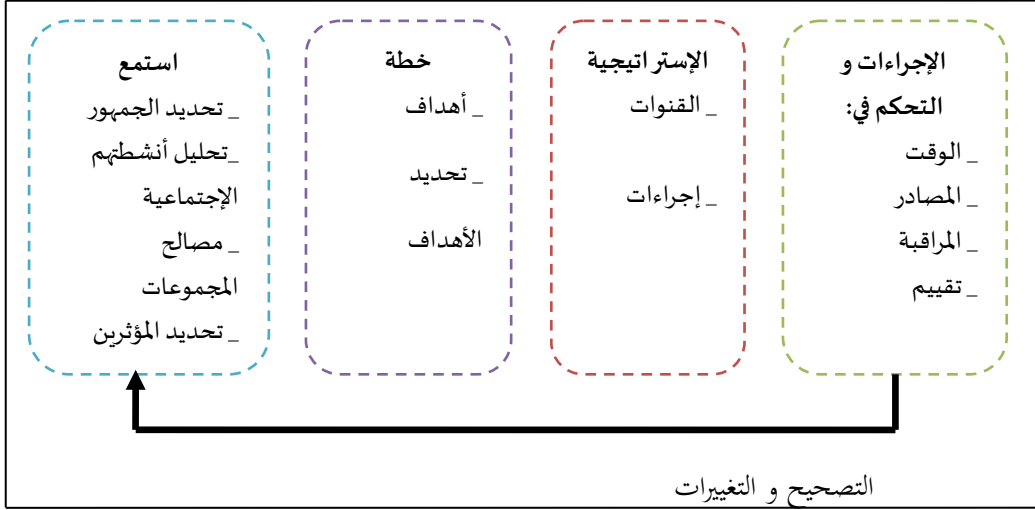 استمع
_ تحديد الجمهور
_تحليل أنشطتهم
الإجتماعية
_ مصالح
المجموعات
_ تحديد المؤثرين
خطة
_ أهداف
_ تحديد
الأهداف
الإستراتيجية
_ القنوات
_ إجراءات
الإجراءات و
التحكم في:
_ الوقت
_ المصادر
_ المراقبة
_ تقييم
التصحيح و التغييرات